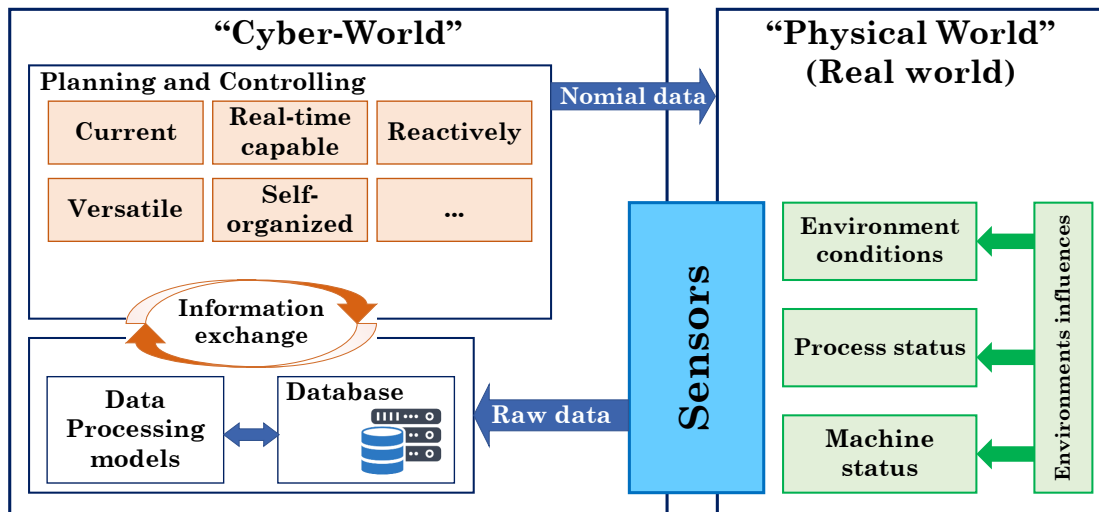 “Cyber-World”
Planning and Controlling
Current
Real-time
capable
Reactively
Versatile
Self-
organized
...
Information
exchange
Data
Processing
models
Database
Nomial data
Raw data
Sensors
“Physical World”
(Real world)
Environment
conditions
Process status
Machine
status
Environments influences